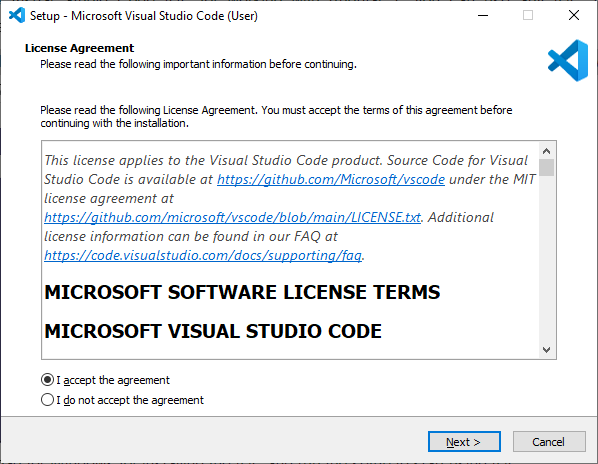 Setup - Microsoft Visual Studio Code (User)
License Agreement
Please read the following important information before continuing.
Please read the following License Agreement. You must accept the terms of this agreement before
continuing with the installation.
This license applies to the Visual Studio Code product. Source Code for Visual
Studio Code is available at https://github.com/Microsoft/vscode under the MIT
license agreement at
https://github.com/microsoft/vscode/blob/main/LICENSE.txt. Additional
license information can be found in our FAQ at
https://code.visualstudio.com/docs/supporting/faq.
MICROSOFT SOFTWARE LICENSE TERMS
MICROSOFT VISUAL STUDIO CODE
I accept the agreement
I do not accept the agreement
Next >
Cancel